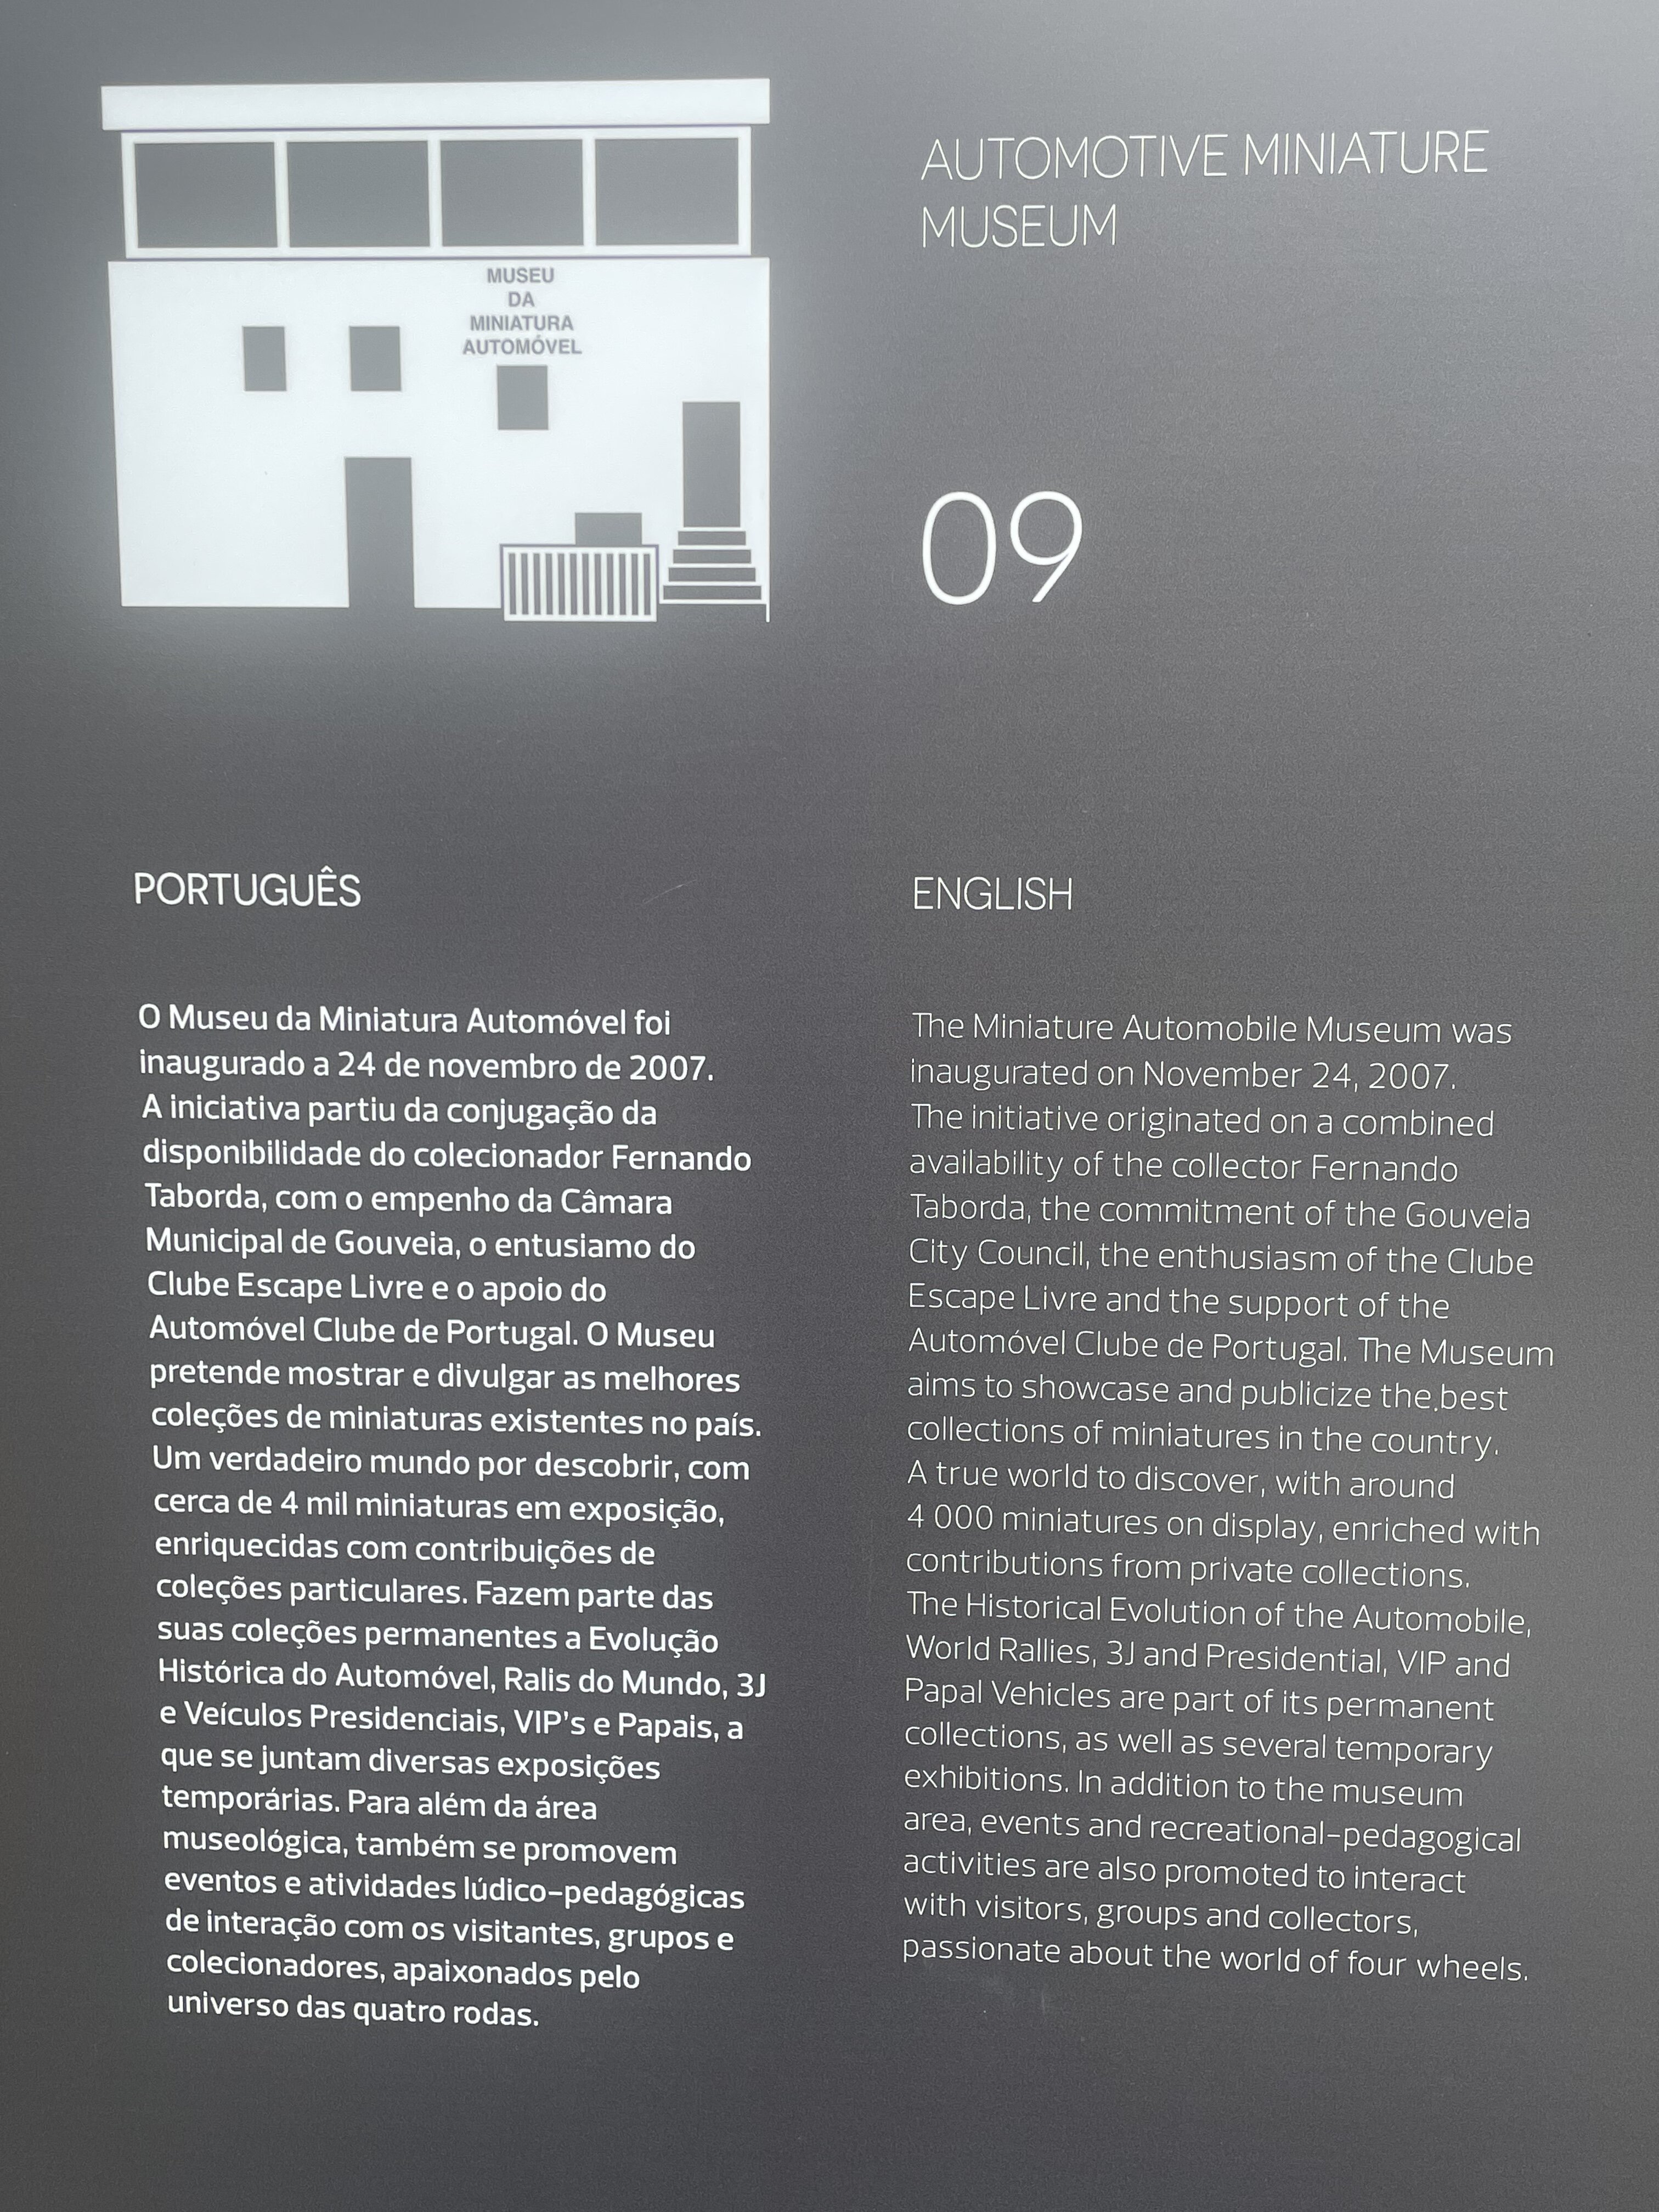 MUSEU
DA
MINIATURA
AUTOMÓVEL
AUTOMOTIVE MINIATURE
MUSEUM
09
PORTUGUÊS
O Museu da Miniatura Automóvel foi
inaugurado a 24 de novembro de 2007.
A iniciativa partiu da conjugação da
disponibilidade do colecionador Fernando
Taborda, com o empenho da Câmara
Municipal de Gouveia, o entusiamo do
Clube Escape Livre e o apoio do
Automóvel Clube de Portugal. O Museu
pretende mostrar e divulgar as melhores
coleções de miniaturas existentes no país.
Um verdadeiro mundo por descobrir, com
cerca de 4 mil miniaturas em exposição,
enriquecidas com contribuições de
coleções particulares. Fazem parte das
suas coleções permanentes a Evolução
Histórica do Automóvel, Ralis do Mundo, 3J
e Veículos Presidenciais, VIP's e Papais, a
que se juntam diversas exposições
temporárias. Para além da área
museológica, também se promovem
eventos e atividades lúdico-pedagógicas
de interação com os visitantes, grupos e
colecionadores, apaixonados pelo
universo das quatro rodas.
ENGLISH
The Miniature Automobile Museum was
inaugurated on November 24, 2007.
The initiative originated on a combined
availability of the collector Fernando
Taborda, the commitment of the Gouveia
City Council, the enthusiasm of the Clube
Escape Livre and the support of the
Automóvel Clube de Portugal. The Museum
aims to showcase and publicize the best
collections of miniatures in the country.
A true world to discover, with around
4 000 miniatures on display, enriched with
contributions from private collections.
The Historical Evolution of the Automobile,
World Rallies, 3J and Presidential, VIP and
Papal Vehicles are part of its permanent
collections, as well as several temporary
exhibitions. In addition to the museum
area, events and recreational-pedagogical
activities are also promoted to interact
with visitors, groups and collectors,
passionate about the world of four wheels.